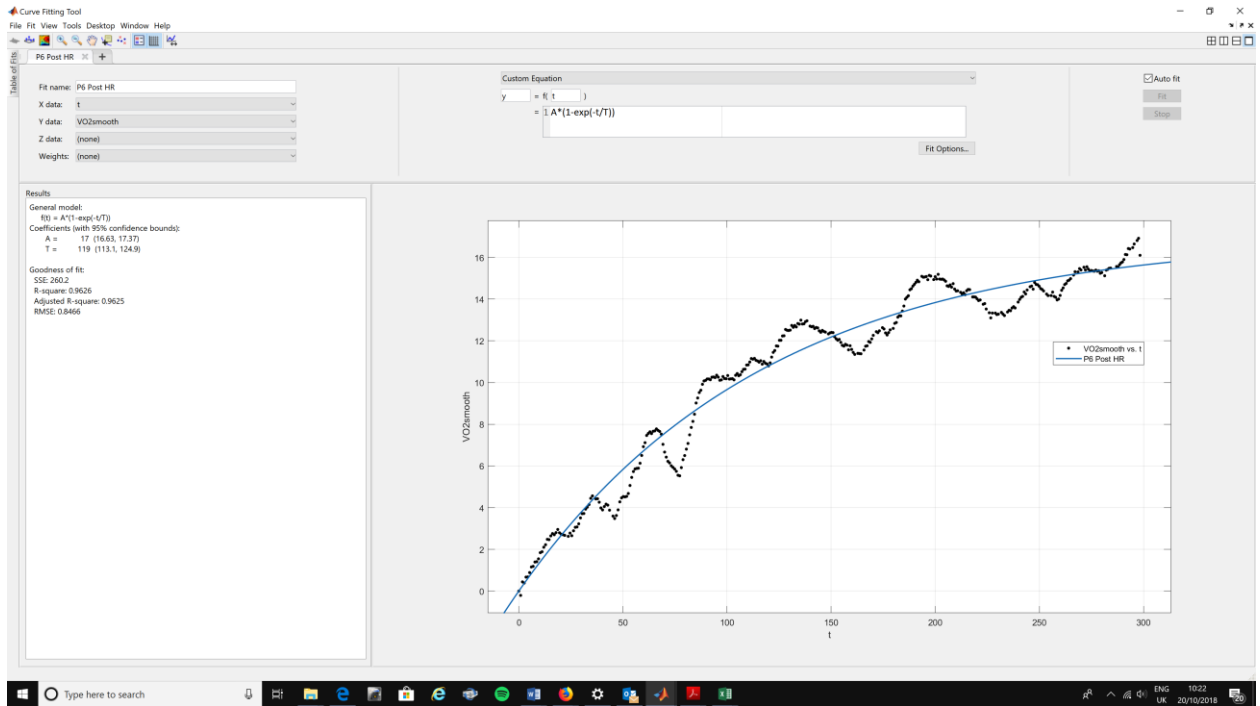 Curve Fitting Tool
File Fit View Tools Desktop Window Help
Table of Fits
P6 Post HR
Fit name: P6 Post HR
X data: t
Y data: VO2smooth
Z data: (none)
Weights: (none)
Custom Equation
y = f( t )
= 1 A*(1-exp(-t/T))
Fit Options...
Auto fit
Fit
Stop
Results
General model:
f(t) = A*(1-exp(-t/T))
Coefficients (with 95% confidence bounds):
A = 17 (16.63, 17.37)
T = 119 (113.1, 124.9)
Goodness of fit:
SSE: 260.2
R-square: 0.9626
Adjusted R-square: 0.9625
RMSE: 0.8466
VO2smooth
16
14
12
10
8
6
4
2
0
0 50 100 150 200 250 300
t
VO2smooth vs. t
P6 Post HR
Type here to search
ENG
UK
10:22
20/10/2018
20